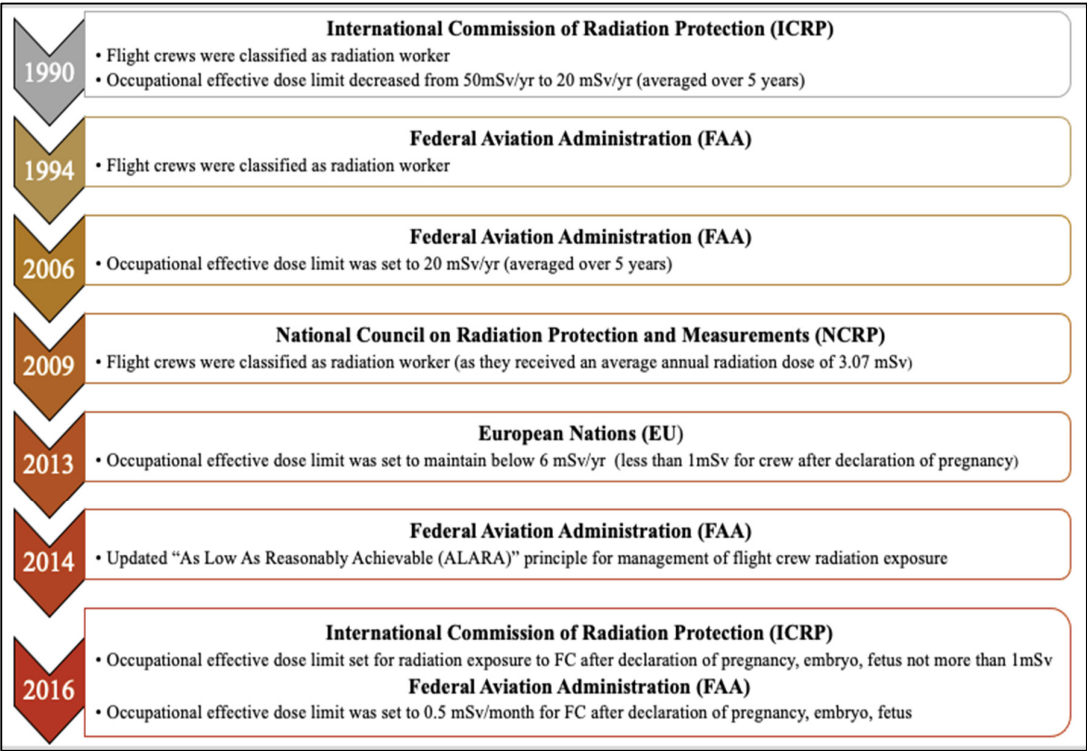 1990
International Commission of Radiation Protection (ICRP)
• Flight crews were classified as radiation worker
• Occupational effective dose limit decreased from 50mSv/yr to 20 mSv/yr (averaged over 5 years)
1994
Federal Aviation Administration (FAA)
• Flight crews were classified as radiation worker
2006
Federal Aviation Administration (FAA)
• Occupational effective dose limit was set to 20 mSv/yr (averaged over 5 years)
2009
National Council on Radiation Protection and Measurements (NCRP)
• Flight crews were classified as radiation worker (as they received an average annual radiation dose of 3.07 mSv)
2013
European Nations (EU)
• Occupational effective dose limit was set to maintain below 6 mSv/yr (less than 1mSv for crew after declaration of pregnancy)
2014
Federal Aviation Administration (FAA)
• Updated “As Low As Reasonably Achievable (ALARA)” principle for management of flight crew radiation exposure
2016
International Commission of Radiation Protection (ICRP)
• Occupational effective dose limit set for radiation exposure to FC after declaration of pregnancy, embryo, fetus not more than 1mSv
Federal Aviation Administration (FAA)
• Occupational effective dose limit was set to 0.5 mSv/month for FC after declaration of pregnancy, embryo, fetus